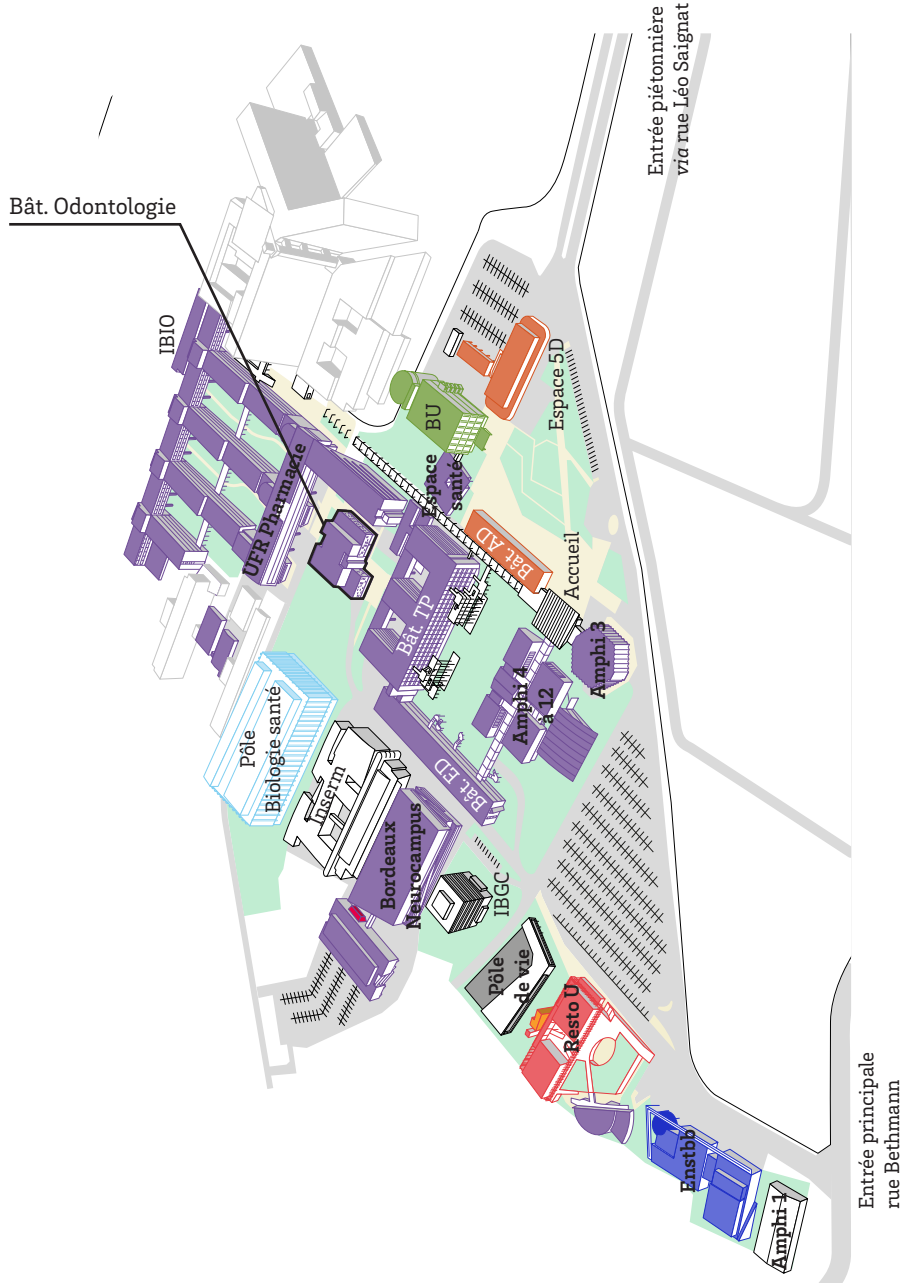 Entrée piétonnière
via rue Léo Saignat
Bât. Odontologie
IBIO
UFR Pharmacie
BU
Espace 5D
Espace
santé
Bât. AD
Accueil
Bât. TP
Amphi 3
Amphi 4
à 12
Pôle
Biologie santé
Inserm
Bât. ED
Bordeaux
Neurocampus
IBGC
Pôle
de vie
Resto U
Enstbb
Amphi 1
Entrée principale
rue Bethmann